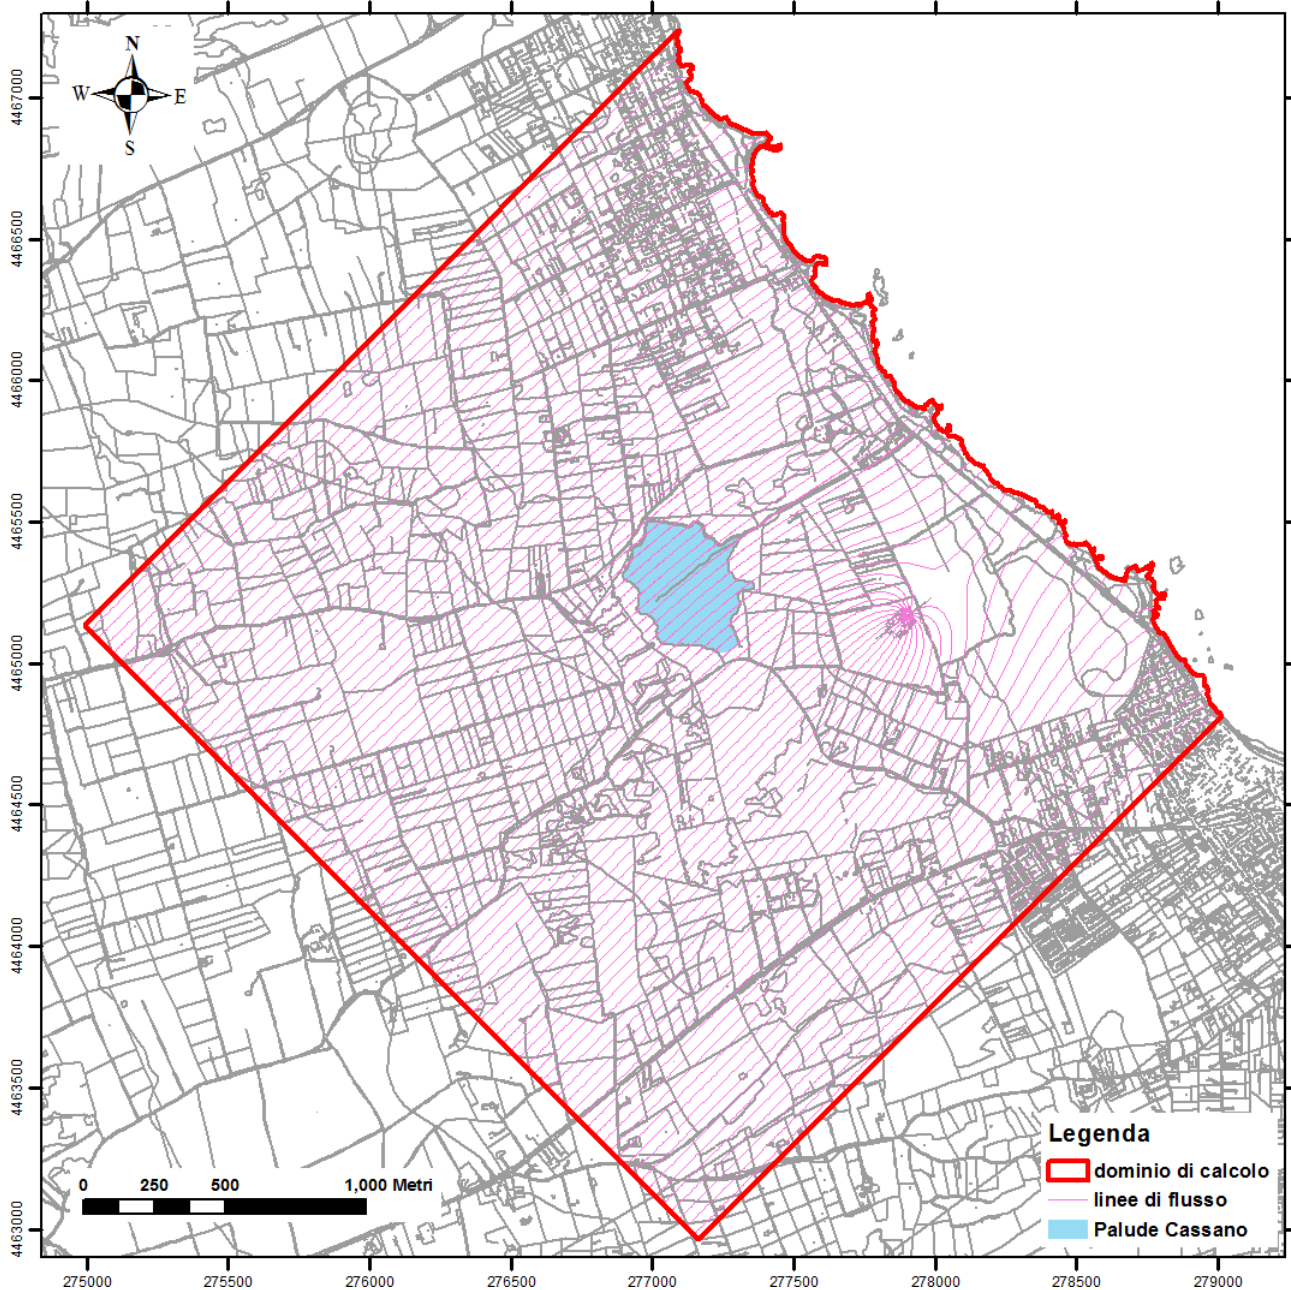 N
W E
S
4467000
4466500
4466000
4465500
4465000
4464500
4464000
4463500
4463000
Legenda
dominio di calcolo
linee di flusso
Palude Cassano
0 250 500 1,000 Metri
275000 275500 276000 276500 277000 277500 278000 278500 279000